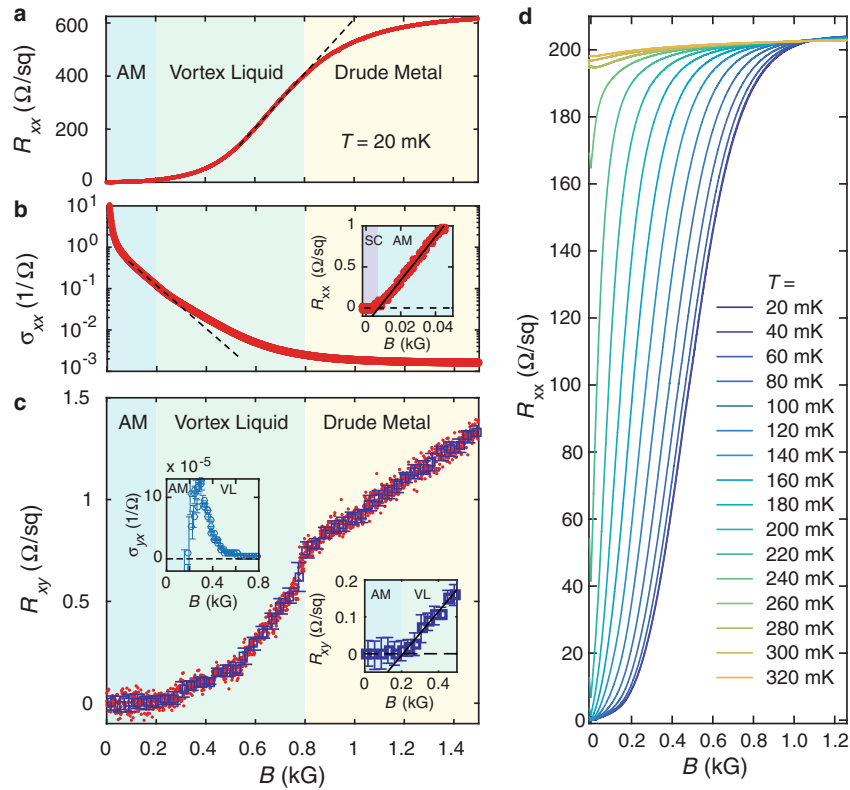 a
600
400
200
0
R_xx (Ω/sq)
AM
Vortex Liquid
Drude Metal
T = 20 mK
b
10^1
10^0
10^-1
10^-2
10^-3
σ_xx (1/Ω)
SC
AM
1
0.5
0
R_xx (Ω/sq)
0
0.02
0.04
B (kG)
c
1.5
1
0.5
0
R_xy (Ω/sq)
AM
Vortex Liquid
Drude Metal
x 10^-5
AM
VL
10
0
σ_yx (1/Ω)
0
0.4
0.8
B (kG)
AM
VL
0.2
0.1
0
R_xy (Ω/sq)
0
0.2
0.4
B (kG)
0
0.2
0.4
0.6
0.8
1
1.2
1.4
B (kG)
d
200
180
160
140
120
100
80
60
40
20
0
R_xx (Ω/sq)
T =
20 mK
40 mK
60 mK
80 mK
100 mK
120 mK
140 mK
160 mK
180 mK
200 mK
220 mK
240 mK
260 mK
280 mK
300 mK
320 mK
0
0.2
0.4
0.6
0.8
1.0
1.2
B (kG)